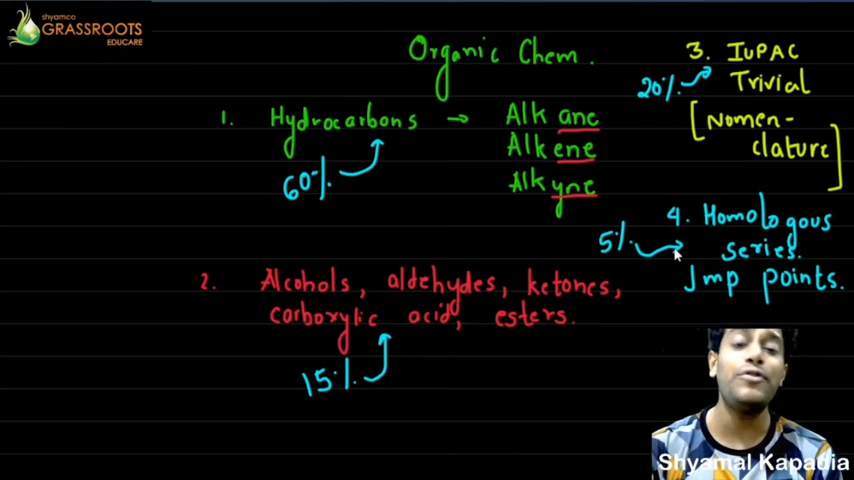 shyamco
GRASSROOTS
EDUCARE
Organic Chem.
1. Hydrocarbons → Alkane
Alkene
Alkyne
60%
2. Alcohols, aldehydes, ketones,
carboxylic acid, esters.
15%
3. IUPAC
20% Trivial
[Nomen-
clature]
4. Homologous
5% series.
Imp points.
Shyamal Kapadia